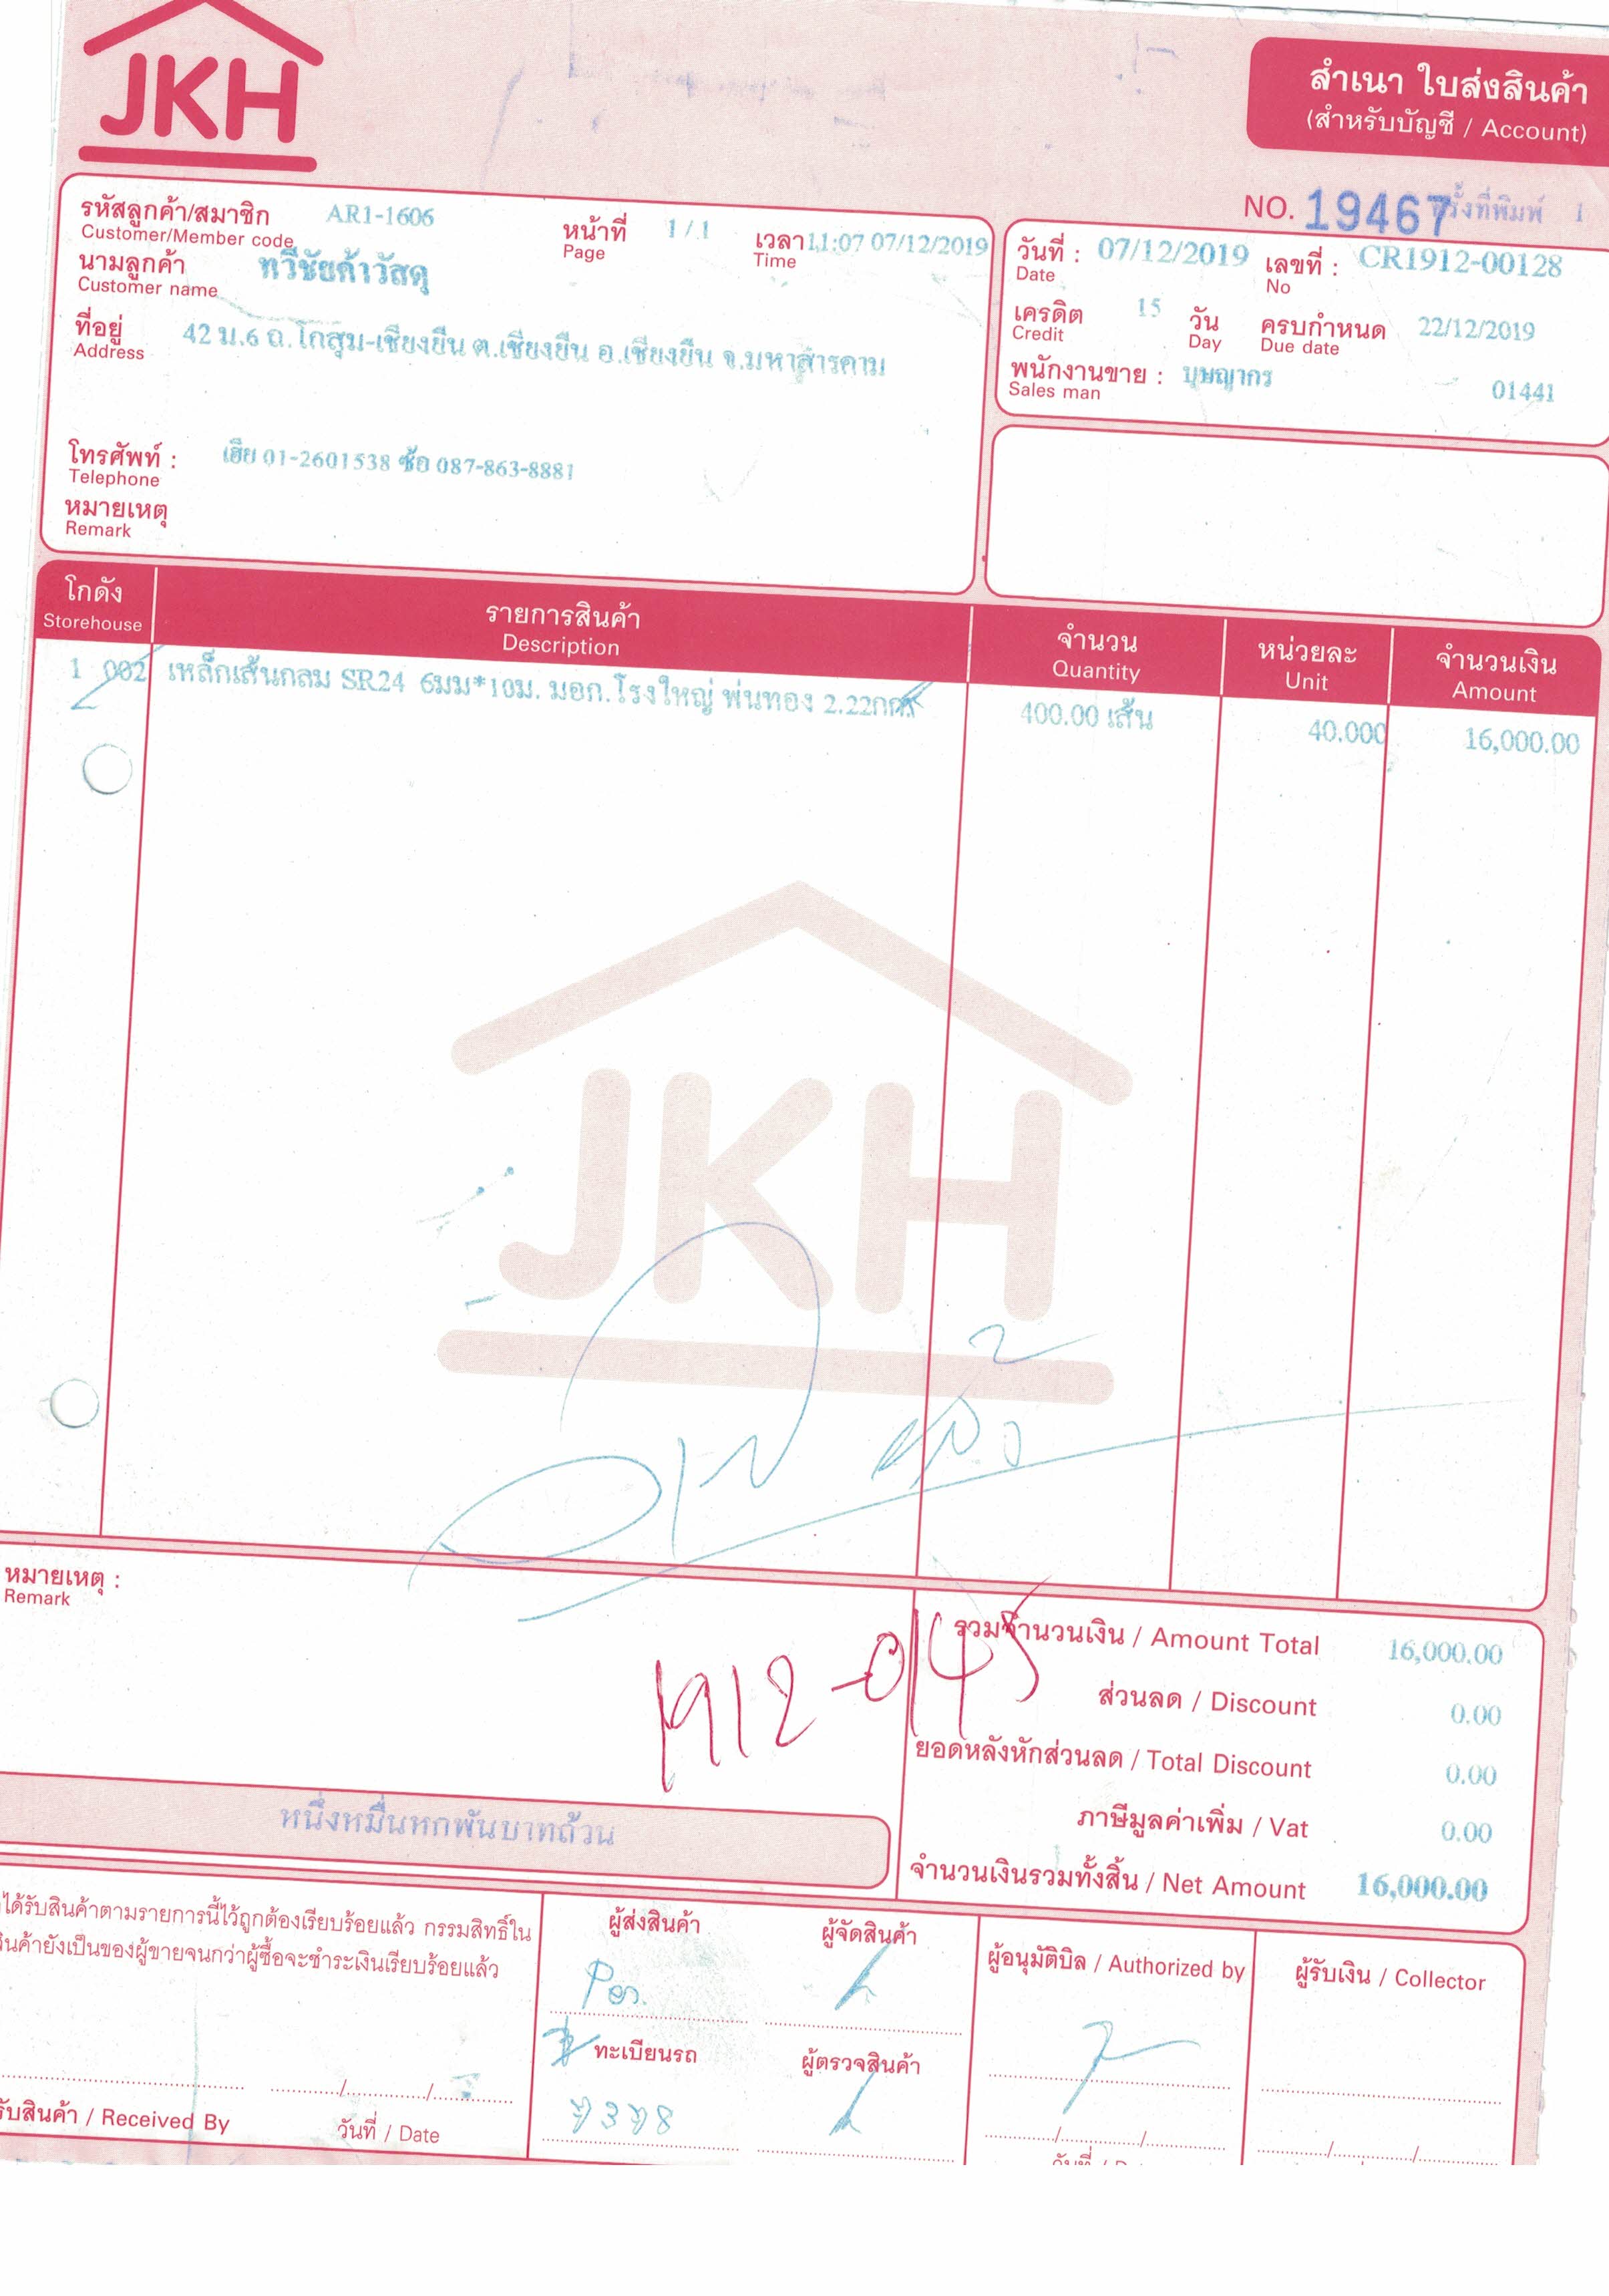 JKH
สำเนา ใบส่งสินค้า
(สำหรับบัญชี / Account)
NO. 19467 ครั้งที่พิมพ์ 1
รหัสลูกค้า/สมาชิก AR1-1606 หน้าที่ 1/1 เวลา 11:07 07/12/2019
Customer/Member code Page Time
นามลูกค้า ทวีชัยค้าวัสดุ
Customer name
ที่อยู่ 42 ม.6 ถ.โกสุม-เชียงยืน ต.เชียงยืน อ.เชียงยืน จ.มหาสารคาม
Address
โทรศัพท์ : เฮีย 01-2601538 ซ้อ 087-863-8881
Telephone
หมายเหตุ
Remark
วันที่ : 07/12/2019 เลขที่ : CR1912-00128
Date No
เครดิต 15 วัน ครบกำหนด 22/12/2019
Credit Day Due date
พนักงานขาย : บุษญากร 01441
Sales man
โกดัง รายการสินค้า จำนวน หน่วยละ จำนวนเงิน
Storehouse Description Quantity Unit Amount
1 002 เหล็กเส้นกลม SR24 6มม*10ม. มอก.โรงใหญ่ พ่นทอง 2.22กก. 400.00 เส้น 40.000 16,000.00
JKH
หมายเหตุ :
Remark
1912-0145
รวมจำนวนเงิน / Amount Total 16,000.00
ส่วนลด / Discount 0.00
ยอดหลังหักส่วนลด / Total Discount 0.00
ภาษีมูลค่าเพิ่ม / Vat 0.00
จำนวนเงินรวมทั้งสิ้น / Net Amount 16,000.00
หนึ่งหมื่นหกพันบาทถ้วน
ได้รับสินค้าตามรายการนี้ไว้ถูกต้องเรียบร้อยแล้ว กรรมสิทธิ์ใน
สินค้ายังเป็นของผู้ขายจนกว่าผู้ซื้อจะชำระเงินเรียบร้อยแล้ว
รับสินค้า / Received By วันที่ / Date
ผู้ส่งสินค้า ผู้จัดสินค้า
ทะเบียนรถ ผู้ตรวจสินค้า
ผู้อนุมัติบิล / Authorized by
ผู้รับเงิน / Collector